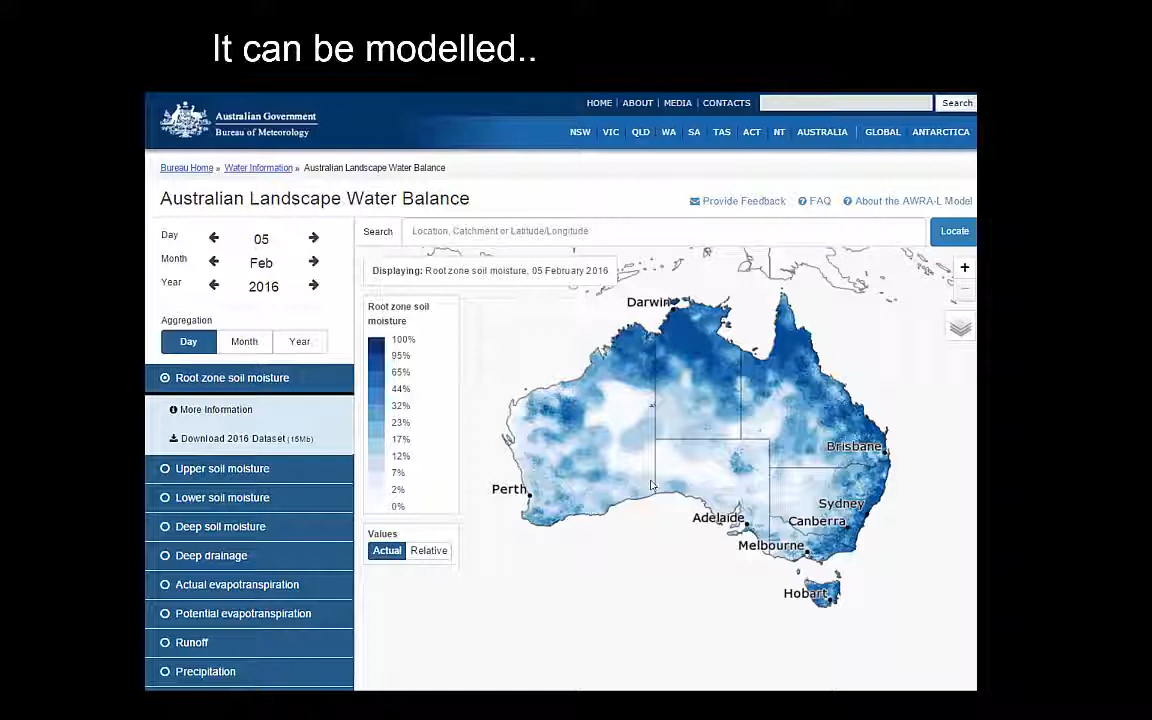 It can be modelled..
HOME | ABOUT | MEDIA | CONTACTS
Search
Australian Government
Bureau of Meteorology
NSW VIC QLD WA SA TAS ACT NT AUSTRALIA GLOBAL ANTARCTICA
Bureau Home » Water Information » Australian Landscape Water Balance
Australian Landscape Water Balance
Provide Feedback FAQ About the AWRA-L Model
Day 05
Month Feb
Year 2016
Aggregation
Day Month Year
Root zone soil moisture
More Information
Download 2016 Dataset (15Mb)
Upper soil moisture
Lower soil moisture
Deep soil moisture
Deep drainage
Actual evapotranspiration
Potential evapotranspiration
Runoff
Precipitation
Search Location, Catchment or Latitude/Longitude Locate
Displaying: Root zone soil moisture, 05 February 2016
+
Root zone soil
moisture
100%
95%
65%
44%
32%
23%
17%
12%
7%
2%
0%
Values
Actual Relative
Darwin
Brisbane
Perth
Sydney
Adelaide
Canberra
Melbourne
Hobart